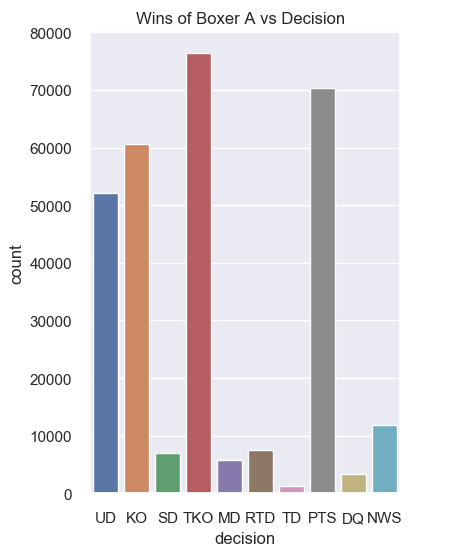 Wins of Boxer A vs Decision
80000
70000
60000
50000
40000
30000
20000
10000
0
count
UD KO SD TKO MD RTD TD PTS DQ NWS
decision